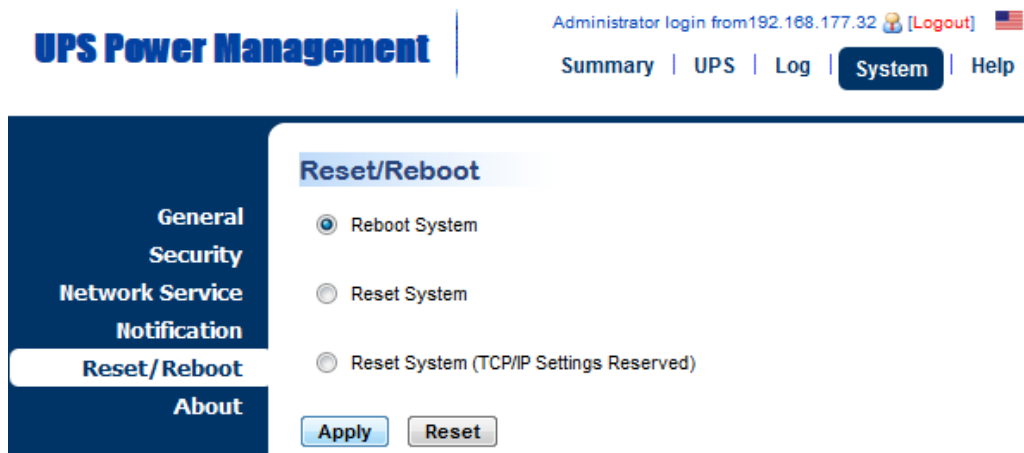 Administrator login from192.168.177.32 [Logout]
UPS Power Management
Summary | UPS | Log | System | Help
Reset/Reboot
General
Security
Network Service
Notification
Reset/Reboot
About
Reboot System
Reset System
Reset System (TCP/IP Settings Reserved)
Apply Reset